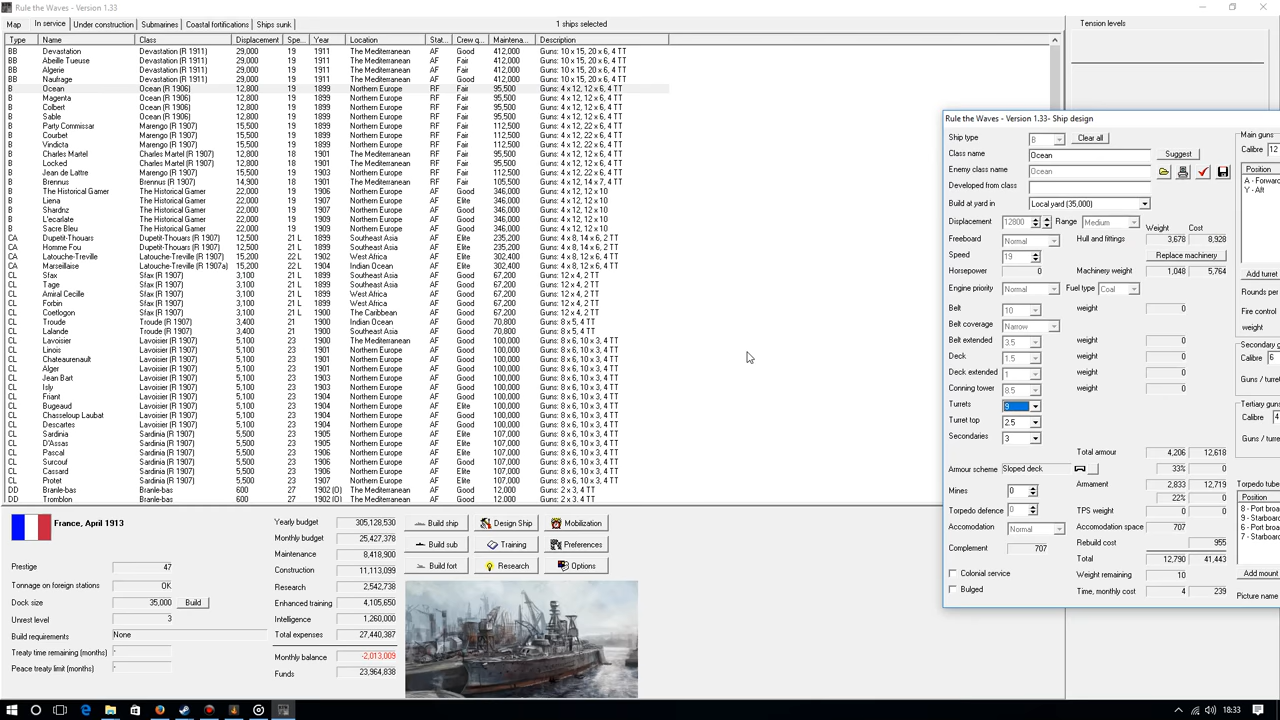 Rule the Waves - Version 1.33
Map In service Under construction Submarines Coastal fortifications Ships sunk 1 ships selected Tension levels
Type Name Class Displacement Spe... Year Location Stat... Crew q... Maintena... Description
BB Devastation Devastation (R 1911) 29,000 19 1911 The Mediterranean AF Good 412,000 Guns: 10 x 15, 20 x 6, 4 TT
BB Abeille Tueuse Devastation (R 1911) 29,000 19 1911 The Mediterranean AF Fair 412,000 Guns: 10 x 15, 20 x 6, 4 TT
BB Algerie Devastation (R 1911) 29,000 19 1911 The Mediterranean AF Fair 412,000 Guns: 10 x 15, 20 x 6, 4 TT
BB Naufrage Devastation (R 1911) 29,000 19 1911 The Mediterranean AF Good 412,000 Guns: 10 x 15, 20 x 6, 4 TT
B Ocean Ocean (R 1906) 12,800 19 1899 Northern Europe RF Fair 95,500 Guns: 4 x 12, 12 x 6, 4 TT
B Magenta Ocean (R 1906) 12,800 19 1899 Northern Europe RF Fair 95,500 Guns: 4 x 12, 12 x 6, 4 TT
B Colbert Ocean (R 1906) 12,800 19 1899 Northern Europe RF Fair 95,500 Guns: 4 x 12, 12 x 6, 4 TT
B Sable Ocean (R 1906) 12,800 19 1899 Northern Europe RF Fair 95,500 Guns: 4 x 12, 12 x 6, 4 TT
B Party Commissar Marengo (R 1907) 15,500 19 1901 Northern Europe RF Fair 112,500 Guns: 4 x 12, 14 x 6, 4 TT
B Courbet Marengo (R 1907) 15,500 19 1901 Northern Europe RF Fair 112,500 Guns: 4 x 12, 14 x 6, 4 TT
B Vindicta Marengo (R 1907) 15,500 19 1901 Northern Europe RF Fair 112,500 Guns: 4 x 12, 14 x 6, 4 TT
B Charles Martel Charles Martel (R 1907) 12,800 18 1901 Northern Europe RF Fair 95,500 Guns: 4 x 12, 14 x 6, 4 TT
B Locked Charles Martel (R 1907) 12,800 18 1901 Northern Europe RF Fair 95,500 Guns: 4 x 12, 14 x 6, 4 TT
B Jean de Lattre Marengo (R 1907) 15,500 19 1903 Northern Europe RF Fair 112,500 Guns: 4 x 12, 14 x 6, 4 TT
B Brennus Brennus (R 1907) 14,900 18 1901 Northern Europe RF Fair 105,500 Guns: 4 x 12, 14 x 7, 4 TT
B The Historical Gamer The Historical Gamer 22,000 19 1906 Northern Europe AF Good 346,000 Guns: 4 x 12, 12 x 10
B Liena The Historical Gamer 22,000 19 1908 Northern Europe AF Elite 346,000 Guns: 4 x 12, 12 x 10
B Shardnz The Historical Gamer 22,000 19 1909 Northern Europe AF Elite 346,000 Guns: 4 x 12, 12 x 10
B L'ecarlate The Historical Gamer 22,000 19 1909 Northern Europe AF Good 346,000 Guns: 4 x 12, 12 x 10
B Sacre Bleu The Historical Gamer 22,000 19 1909 Northern Europe AF Good 346,000 Guns: 4 x 12, 12 x 10
CA Dupetit-Thouars Dupetit-Thouars (R 1907) 12,500 21 L 1899 Southeast Asia AF Elite 235,200 Guns: 4 x 8, 14 x 6, 2 TT
CA Homme Fou Dupetit-Thouars (R 1907) 12,500 21 L 1899 Southeast Asia AF Good 235,200 Guns: 4 x 8, 14 x 6, 2 TT
CA Latouche-Treville Latouche-Treville (R 1907) 15,200 22 L 1899 West Africa AF Good 302,400 Guns: 4 x 12, 8 x 6, 4 TT
CA Marseillaise Latouche-Treville (R 1907a) 15,200 22 L 1904 Indian Ocean AF Good 302,400 Guns: 4 x 12, 8 x 6, 4 TT
CL Sfax Sfax (R 1907) 3,100 21 L 1899 Southeast Asia AF Good 67,200 Guns: 12 x 4, 2 TT
CL Tage Sfax (R 1907) 3,100 21 L 1899 Southeast Asia AF Good 67,200 Guns: 12 x 4, 2 TT
CL Amiral Cecille Sfax (R 1907) 3,100 21 L 1899 West Africa AF Good 67,200 Guns: 12 x 4, 2 TT
CL Forbin Sfax (R 1907) 3,100 21 L 1899 West Africa AF Good 67,200 Guns: 12 x 4, 2 TT
CL Coetlogon Sfax (R 1907) 3,100 21 L 1899 The Caribbean AF Good 67,200 Guns: 12 x 4, 2 TT
CL Troude Troude (R 1907) 3,400 21 1899 Indian Ocean AF Good 70,800 Guns: 8 x 5, 4 TT
CL Lalande Troude (R 1907) 3,400 21 1899 Southeast Asia AF Good 70,800 Guns: 8 x 5, 4 TT
CL Lavoisier Lavoisier (R 1907) 5,100 23 1900 The Mediterranean AF Good 100,000 Guns: 8 x 6, 10 x 3, 4 TT
CL Linois Lavoisier (R 1907) 5,100 23 1900 Northern Europe AF Good 100,000 Guns: 8 x 6, 10 x 3, 4 TT
CL Chateaurenault Lavoisier (R 1907) 5,100 23 1901 Northern Europe AF Good 100,000 Guns: 8 x 6, 10 x 3, 4 TT
CL Alger Lavoisier (R 1907) 5,100 23 1901 Northern Europe AF Good 100,000 Guns: 8 x 6, 10 x 3, 4 TT
CL Jean Bart Lavoisier (R 1907) 5,100 23 1902 Northern Europe AF Good 100,000 Guns: 8 x 6, 10 x 3, 4 TT
CL Isly Lavoisier (R 1907) 5,100 23 1903 Northern Europe AF Good 100,000 Guns: 8 x 6, 10 x 3, 4 TT
CL Friant Lavoisier (R 1907) 5,100 23 1904 Northern Europe AF Good 100,000 Guns: 8 x 6, 10 x 3, 4 TT
CL Bugeaud Lavoisier (R 1907) 5,100 23 1904 Northern Europe AF Elite 100,000 Guns: 8 x 6, 10 x 3, 4 TT
CL Chasseloup Laubat Lavoisier (R 1907) 5,100 23 1904 Northern Europe AF Good 100,000 Guns: 8 x 6, 10 x 3, 4 TT
CL Descartes Lavoisier (R 1907) 5,100 23 1904 Northern Europe AF Good 100,000 Guns: 8 x 6, 10 x 3, 4 TT
CL Sardinia Sardinia (R 1907) 5,500 23 1905 Northern Europe AF Elite 107,000 Guns: 8 x 6, 10 x 3, 4 TT
CL D'Assas Sardinia (R 1907) 5,500 23 1905 Northern Europe AF Elite 107,000 Guns: 8 x 6, 10 x 3, 4 TT
CL Pascal Sardinia (R 1907) 5,500 23 1906 Northern Europe AF Elite 107,000 Guns: 8 x 6, 10 x 3, 4 TT
CL Surcouf Sardinia (R 1907) 5,500 23 1906 Northern Europe AF Good 107,000 Guns: 8 x 6, 10 x 3, 4 TT
CL Cassard Sardinia (R 1907) 5,500 23 1906 Northern Europe AF Elite 107,000 Guns: 8 x 6, 10 x 3, 4 TT
CL Protet Sardinia (R 1907) 5,500 23 1906 Northern Europe AF Elite 107,000 Guns: 8 x 6, 10 x 3, 4 TT
DD Branle-bas Branle-bas 600 27 1902 (O) The Mediterranean AF Good 12,000 Guns: 2 x 3, 4 TT
DD Tromblon Branle-bas 600 27 1902 (O) The Mediterranean AF Good 12,000 Guns: 2 x 3, 4 TT
France, April 1913
Prestige 47
Tonnage on foreign stations OK
Dock size 35,000 Build
Unrest level 3
Build requirements None
Treaty time remaining (months) -
Peace treaty limit (months) -
Yearly budget 305,128,530
Monthly budget 25,427,378
Maintenance 8,418,900
Construction 11,113,099
Research 2,542,738
Enhanced training 4,105,650
Intelligence 1,260,000
Total expenses 27,440,387
Monthly balance -2,013,009
Funds 23,964,838
Build ship Design Ship Mobilization
Build sub Training Preferences
Build fort Research Options
Rule the Waves - Version 1.33- Ship design
Ship type B Clear all
Class name Ocean Suggest
Enemy class name Ocean
Developed from class
Build at yard in Local yard (35,000)
Displacement 12800 Range Medium Weight Cost
Freeboard Normal Hull and fittings 3,678 8,928
Speed 19 Replace machinery
Horsepower 0 Machinery weight 1,048 5,764
Engine priority Normal Fuel type Coal
Belt 10 weight 0
Belt coverage Narrow
Belt extended 3.5 weight 0
Deck 1.5 weight 0
Deck extended 1 weight 0
Conning tower 8.5 weight 0
Turrets 9
Turret top 2.5
Secondaries 3
Total armour 4,206 12,618
Armour scheme Sloped deck 33% 0
Mines 0 Armament 2,833 12,719
22% 0
Torpedo defence 0 TPS weight 0 0
Accomodation Normal Accomodation space 707
Complement 707 Rebuild cost 955
Total 12,790 41,443
Colonial service
Weight remaining 10
Bulged Time, monthly cost 4 239
Main guns
Calibre 12
Position
A - Forward
Y - Aft
Add turret
Rounds per
Fire control
weight
Secondary g
Calibre 6
Guns / turret
Tertiary guns
Calibre 4
Guns / turret
Torpedo tube
Position
8 - Port broa
9 - Starboard
6 - Port broa
7 - Starboard
Add mount
Picture name
18:33